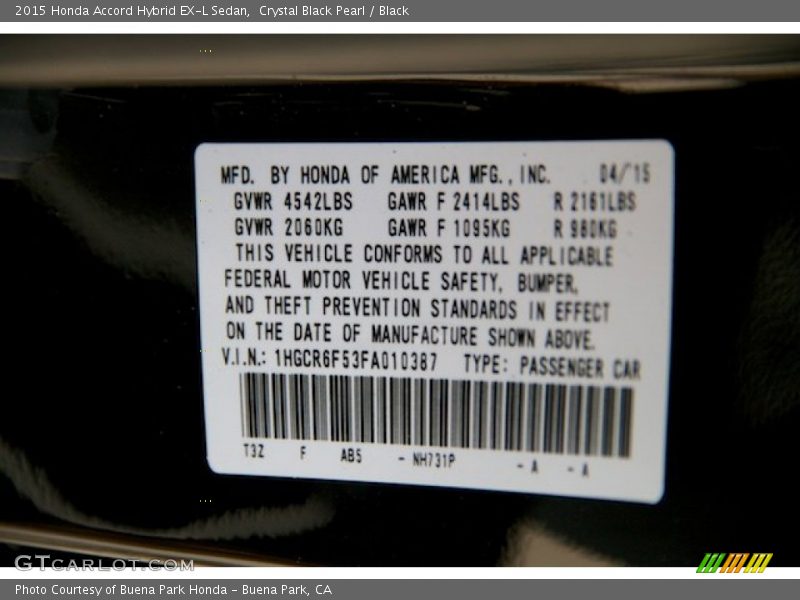 2015 Honda Accord Hybrid EX-L Sedan,  Crystal Black Pearl / Black
MFD. BY HONDA OF AMERICA MFG., INC. 04/'15
GVWR 4542LBS GAWR F 2414LBS R 2161LBS
GVWR 2060KG GAWR F 1095KG R 980KG
THIS VEHICLE CONFORMS TO ALL APPLICABLE
FEDERAL MOTOR VEHICLE SAFETY, BUMPER,
AND THEFT PREVENTION STANDARDS IN EFFECT
ON THE DATE OF MANUFACTURE SHOWN ABOVE.
V.I.N.: 1HGCR6F53FA010387 TYPE: PASSENGER CAR
T3Z F AB5 - NH731P - A - A
GTCARLOT.COM
Photo Courtesy of Buena Park Honda - Buena Park, CA